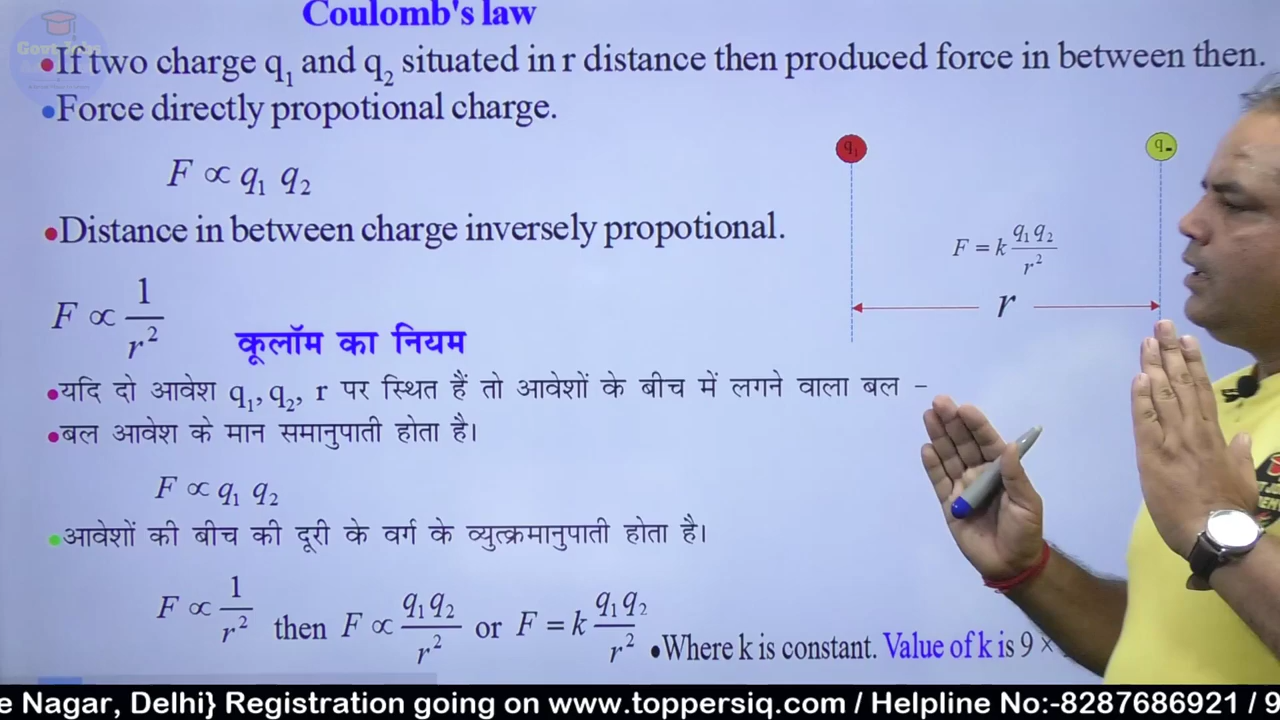 Coulomb's law
Govt Jobs
•If two charge q₁ and q₂ situated in r distance then produced force in between then.
•Force directly propotional charge.
F ∝ q₁ q₂
•Distance in between charge inversely propotional.
F ∝ 1/r²
q₁
F = k q₁q₂/r²
r
कूलॉम का नियम
•यदि दो आवेश q₁, q₂, r पर स्थित हैं तो आवेशों के बीच में लगने वाला बल –
•बल आवेश के मान समानुपाती होता है।
F ∝ q₁ q₂
•आवेशों की बीच की दूरी के वर्ग के व्युत्क्रमानुपाती होता है।
F ∝ 1/r² then F ∝ q₁q₂/r² or F = k q₁q₂/r² •Where k is constant. Value of k is 9 ×
e Nagar, Delhi} Registration going on www.toppersiq.com / Helpline No:-8287686921 / 9